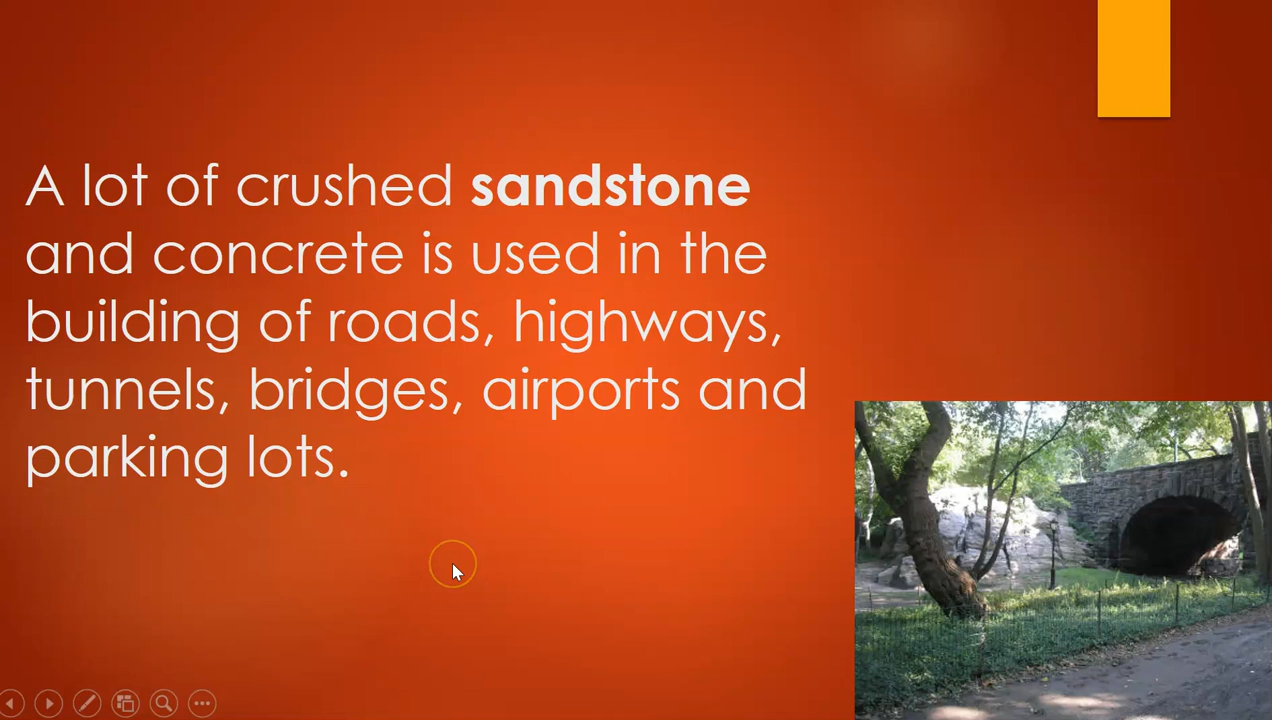 A lot of crushed sandstone
and concrete is used in the
building of roads, highways,
tunnels, bridges, airports and
parking lots.